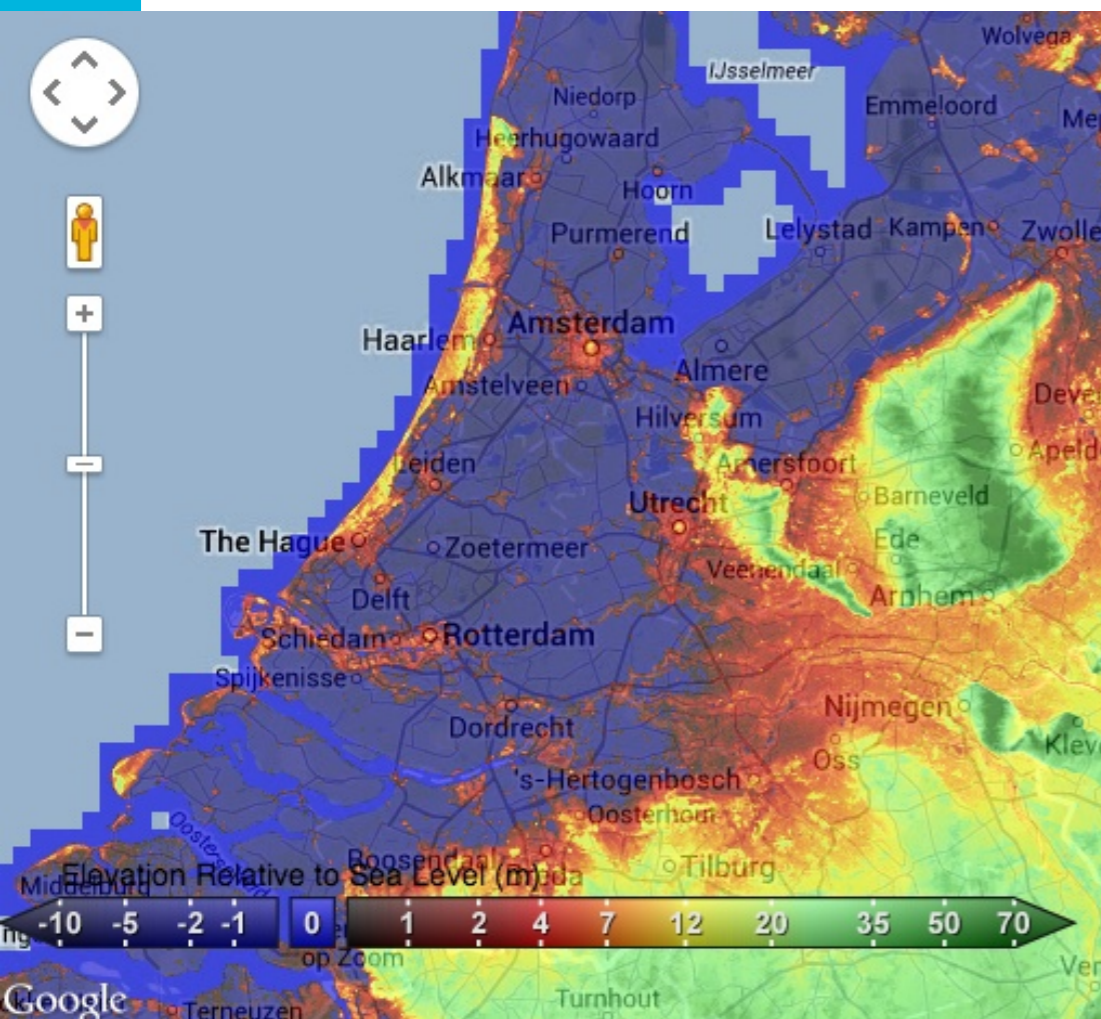 Wolvega
IJsselmeer
Niedorp
Emmeloord
Heerhugowaard
Alkmaar
Hoorn
Purmerend
Lelystad
Kampen
Zwolle
Amsterdam
Haarlem
Almere
Amstelveen
Hilversum
Leiden
Amersfoort
Utrecht
Barneveld
The Hague
Zoetermeer
Ede
Veenendaal
Arnhem
Delft
Schiedam
Rotterdam
Spijkenisse
Nijmegen
Dordrecht
Oss
's-Hertogenbosch
Oosterhout
Roosendaal
Tilburg
Elevation Relative to Sea Level (m)
Middelburg
-10 -5 -2 -1 0 1 2 4 7 12 20 35 50 70
op Zoom
Turnhout
Google
Terneuzen